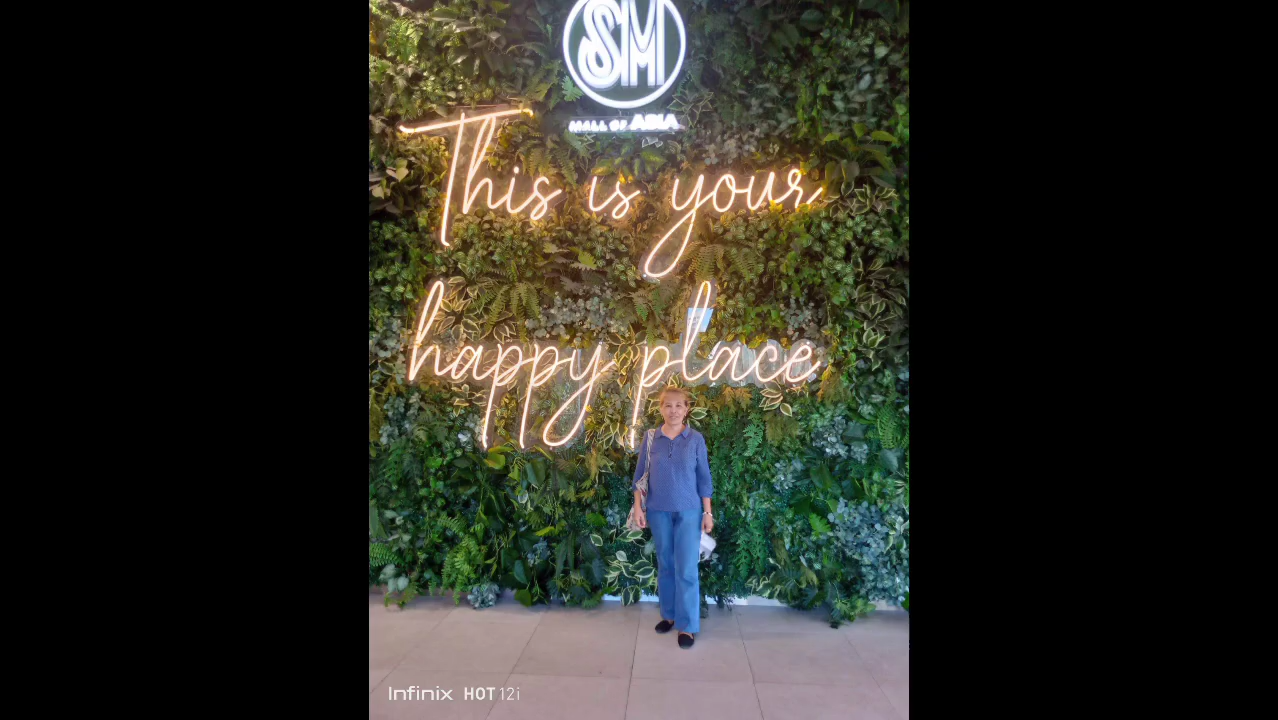 SM
MALL OF ASIA
This is your
happy place
Infinix HOT 12i